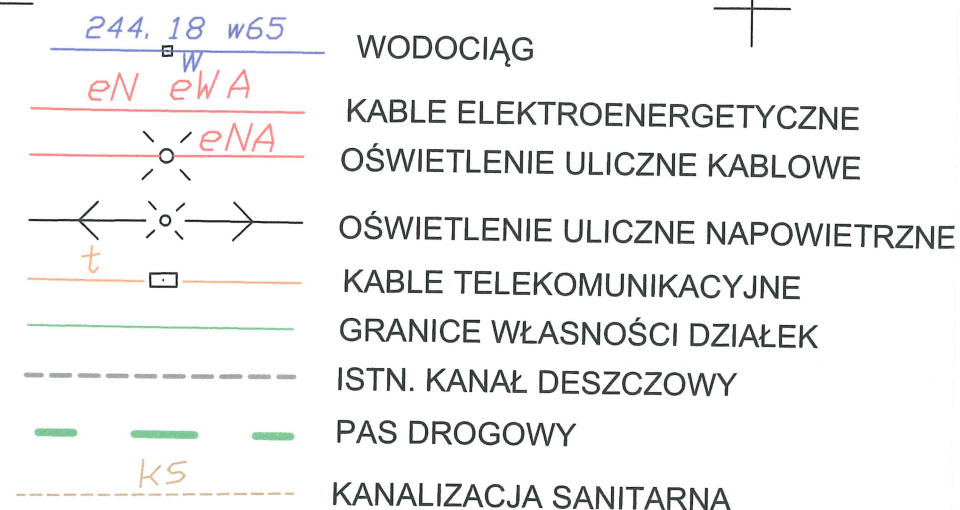 244. 18 w65
W
WODOCIĄG
eN eWA
KABLE ELEKTROENERGETYCZNE
eNA
OŚWIETLENIE ULICZNE KABLOWE
OŚWIETLENIE ULICZNE NAPOWIETRZNE
t
KABLE TELEKOMUNIKACYJNE
GRANICE WŁASNOŚCI DZIAŁEK
ISTN. KANAŁ DESZCZOWY
PAS DROGOWY
kS
KANALIZACJA SANITARNA